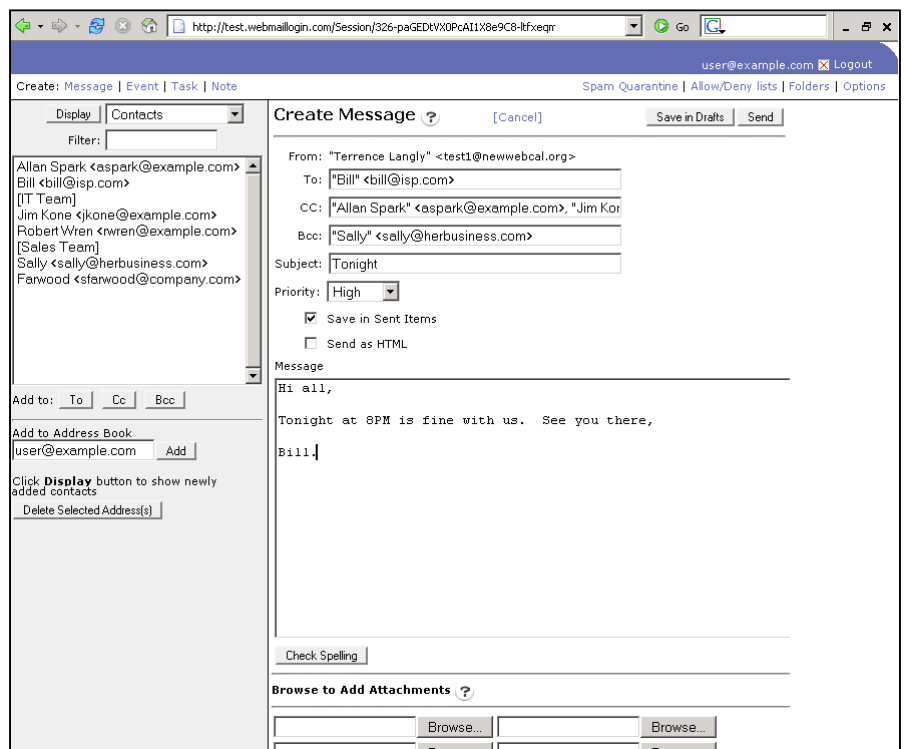 http://test.webmaillogin.com/Session/326-paGEDtVX0PcAI1X8e9C8-ltfxeqrr
Go
user@example.com Logout
Create: Message | Event | Task | Note
Spam Quarantine | Allow/Deny lists | Folders | Options
Display Contacts
Filter:
Allan Spark <aspark@example.com>
Bill <bill@isp.com>
[IT Team]
Jim Kone <jkone@example.com>
Robert Wren <rwren@example.com>
[Sales Team]
Sally <sally@herbusiness.com>
Farwood <sfarwood@company.com>
Add to: To Cc Bcc
Add to Address Book
user@example.com Add
Click Display button to show newly
added contacts
Delete Selected Address(s)
Create Message ? [Cancel] Save in Drafts Send
From: "Terrence Langly" <test1@newwebcal.org>
To: "Bill" <bill@isp.com>
CC: "Allan Spark" <aspark@example.com>, "Jim Kor
Bcc: "Sally" <sally@herbusiness.com>
Subject: Tonight
Priority: High
Save in Sent Items
Send as HTML
Message
Hi all,
Tonight at 8PM is fine with us. See you there,
Bill.
Check Spelling
Browse to Add Attachments ?
Browse... Browse...